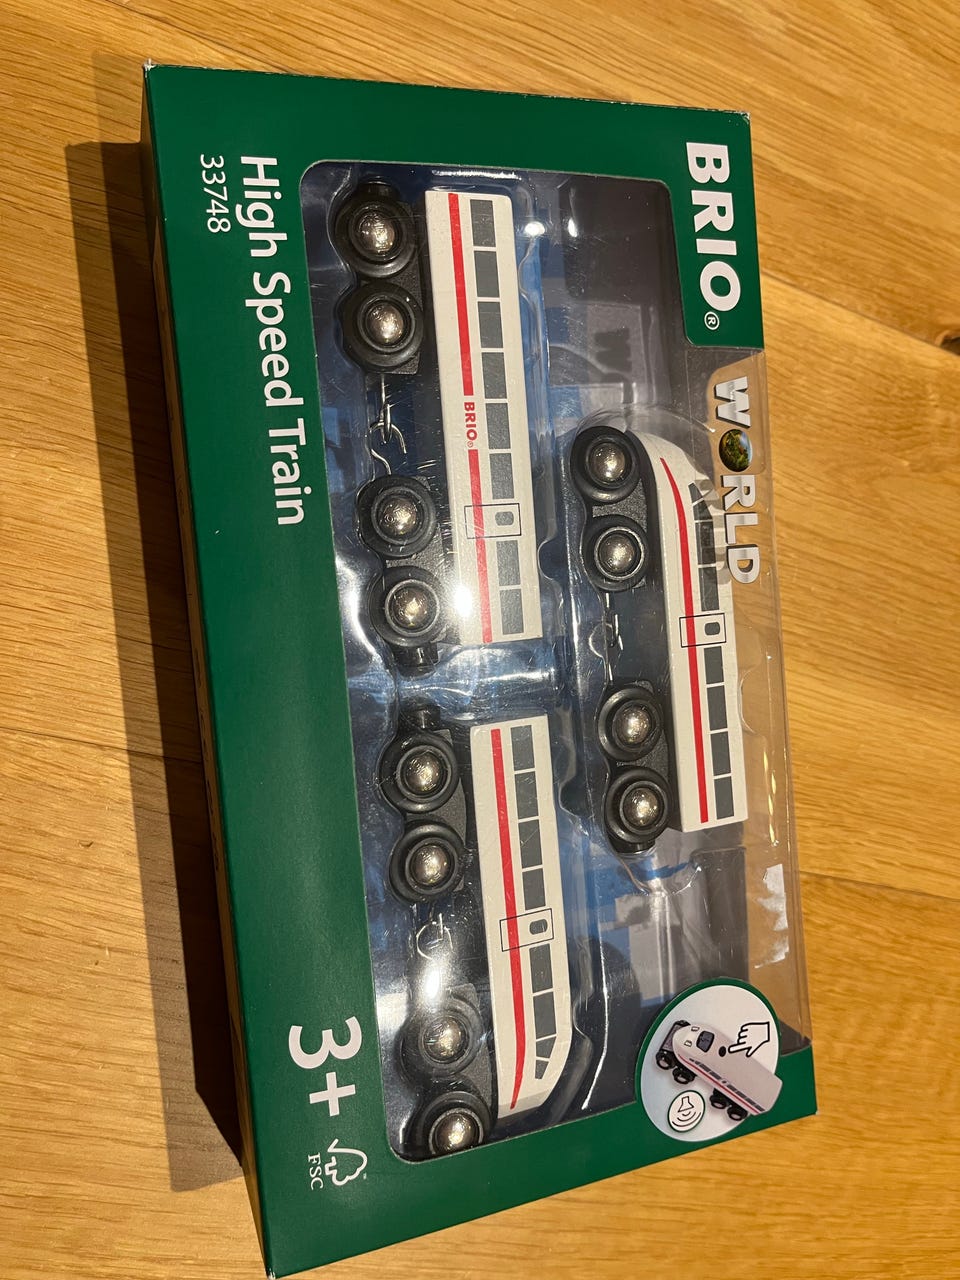 BRIO®
WORLD
BRIO®
High Speed Train
33748
3+
FSC